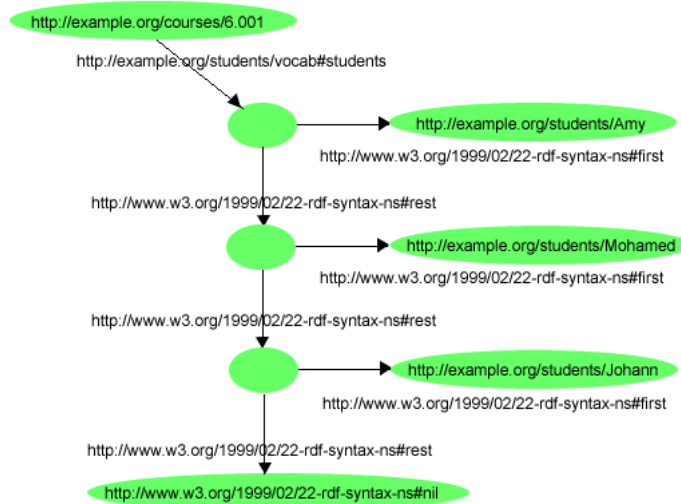 http://example.org/courses/6.001
http://example.org/students/vocab#students
http://example.org/students/Amy
http://www.w3.org/1999/02/22-rdf-syntax-ns#first
http://www.w3.org/1999/02/22-rdf-syntax-ns#rest
http://example.org/students/Mohamed
http://www.w3.org/1999/02/22-rdf-syntax-ns#first
http://www.w3.org/1999/02/22-rdf-syntax-ns#rest
http://example.org/students/Johann
http://www.w3.org/1999/02/22-rdf-syntax-ns#first
http://www.w3.org/1999/02/22-rdf-syntax-ns#rest
http://www.w3.org/1999/02/22-rdf-syntax-ns#nil